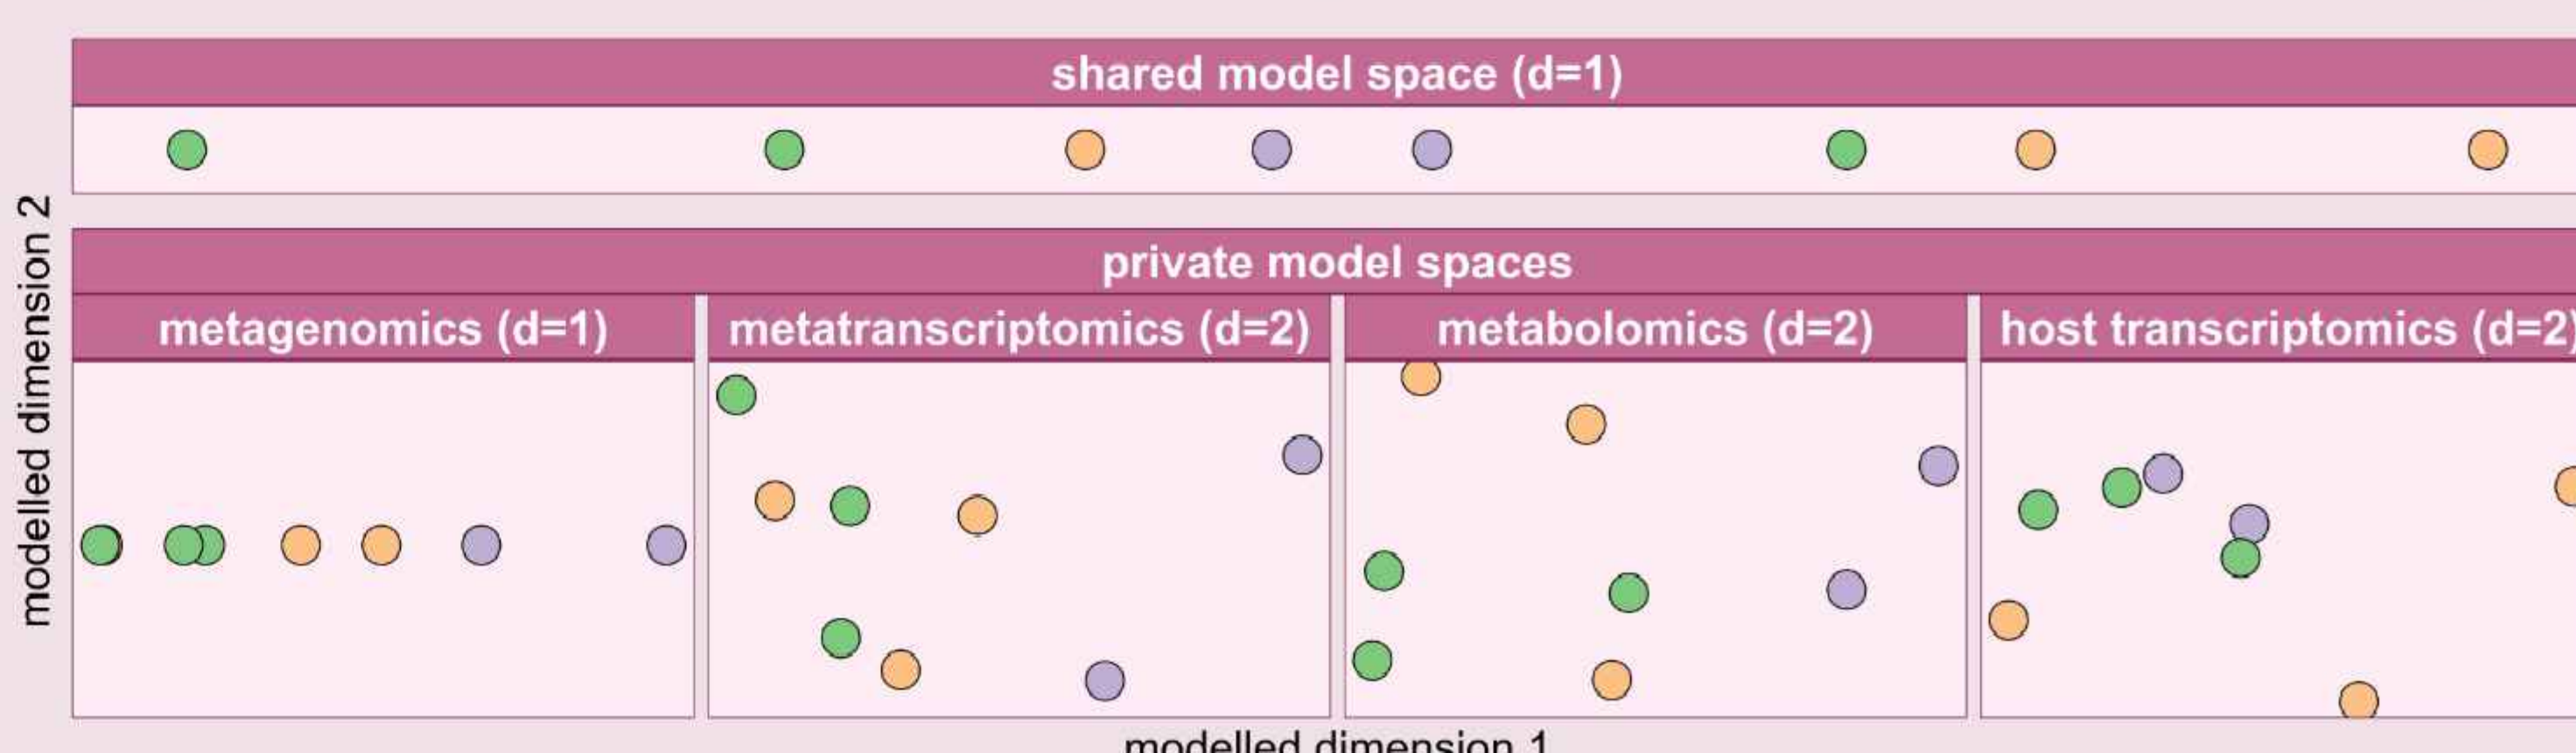 shared model space (d=1)
modelled dimension 2
private model spaces
metagenomics (d=1)
metatranscriptomics (d=2)
metabolomics (d=2)
host transcriptomics (d=2)
modelled dimension 1